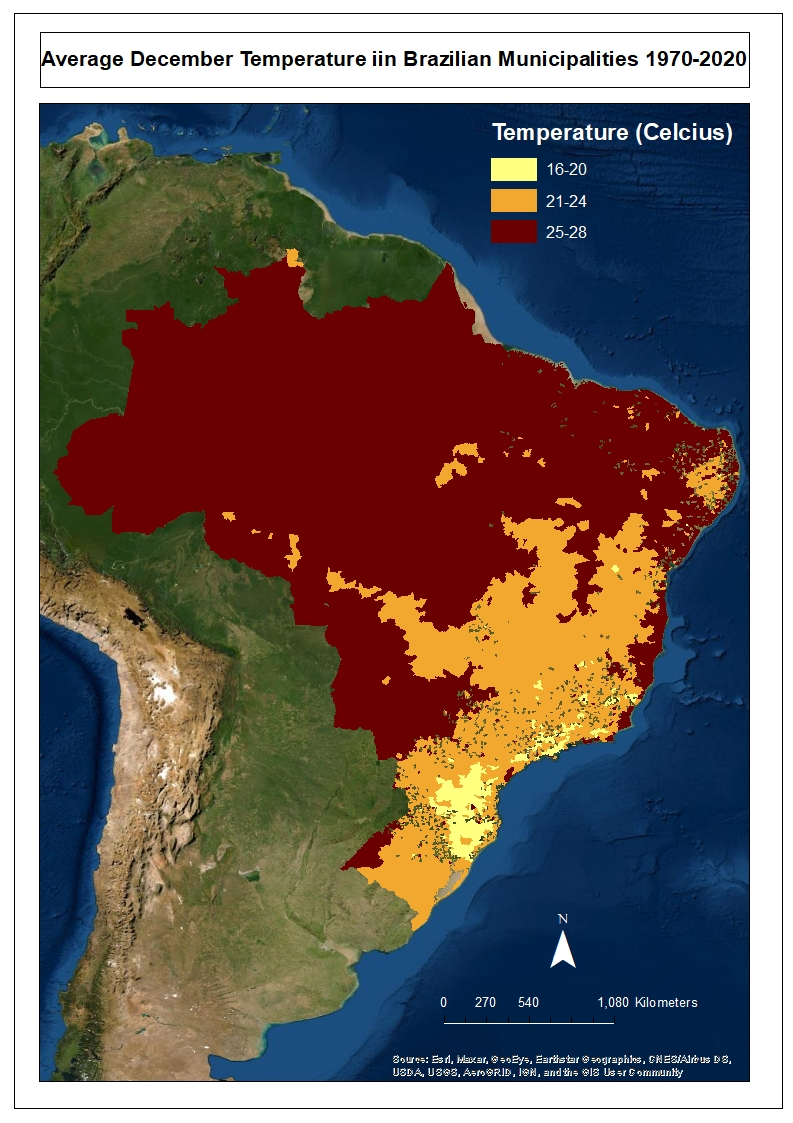 Average December Temperature iin Brazilian Municipalities 1970-2020
Temperature (Celcius)
16-20
21-24
25-28
N
0 270 540 1,080 Kilometers
Source: Esri, Maxar, GeoEye, Earthstar Geographics, CNES/Airbus DS,
USDA, USGS, AeroGRID, IGN, and the GIS User Community